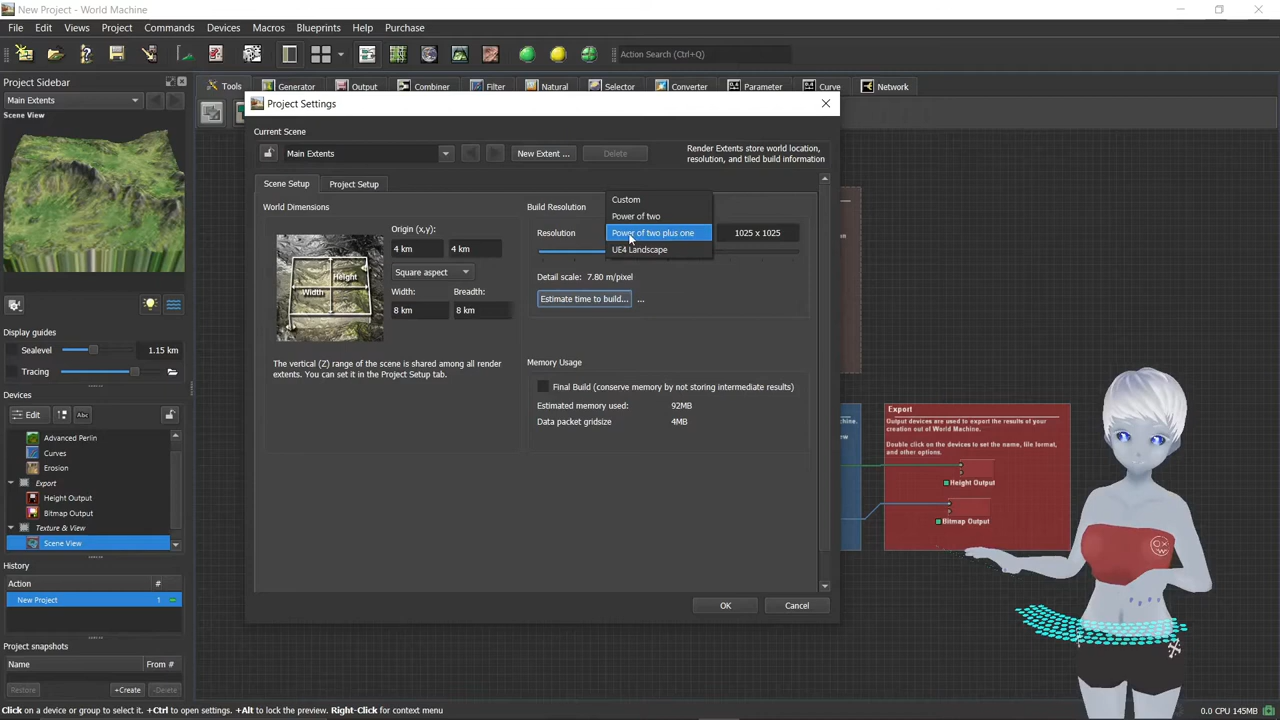 New Project - World Machine
File Edit Views Project Commands Devices Macros Blueprints Help Purchase
Action Search (Ctrl+Q)
Project Sidebar
Tools Generator Output Combiner Filter Natural Selector Converter Parameter Curve Network
Main Extents
Scene View
Project Settings
Current Scene
Main Extents
New Extent ...
Delete
Render Extents store world location,
resolution, and tiled build information
Scene Setup Project Setup
World Dimensions
Origin (x,y):
4 km 4 km
Square aspect
Width: Breadth:
8 km 8 km
Height
Width
The vertical (Z) range of the scene is shared among all render
extents. You can set it in the Project Setup tab.
Build Resolution
Resolution
Custom
Power of two
Power of two plus one
UE4 Landscape
1025 x 1025
Detail scale: 7.80 m/pixel
Estimate time to build... ...
Memory Usage
Final Build (conserve memory by not storing intermediate results)
Estimated memory used: 92MB
Data packet gridsize 4MB
OK Cancel
Display guides
Sealevel 1.15 km
Tracing
Devices
Edit Abc
Advanced Perlin
Curves
Erosion
Export
Height Output
Bitmap Output
Texture & View
Scene View
History
Action #
New Project 1
Project snapshots
Name From #
Restore +Create -Delete
Export
Output devices are used to export the results of your
creation out of World Machine.
Double click on the devices to set the name, file format,
and other options.
Height Output
Bitmap Output
Click on a device or group to select it. +Ctrl to open settings. +Alt to lock the preview. Right-Click for context menu
0.0 CPU 145MB